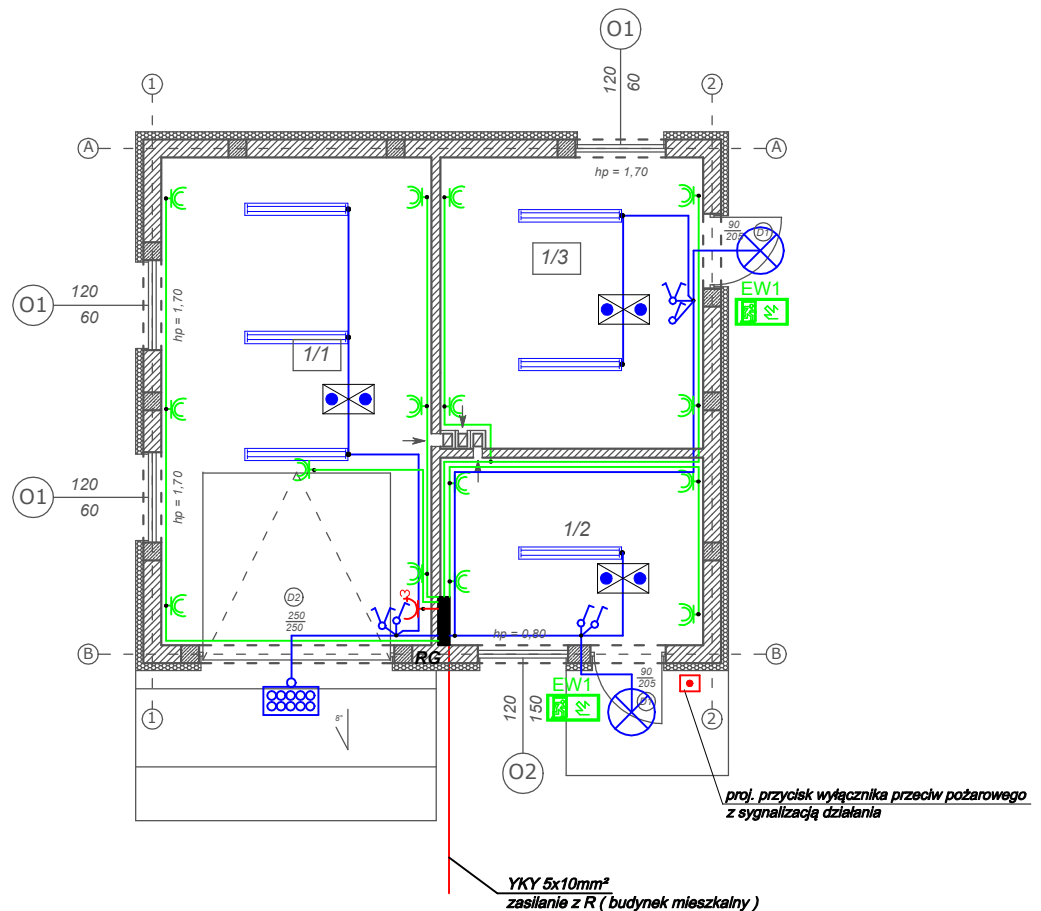 O1
120
60
1
2
A
A
hp = 1,70
90
205
D1
1/3
EW1
O1
120
60
hp = 1,70
1/1
O1
120
60
hp = 1,70
1/2
D2
250
250
3
hp = 0,80
B
RG
B
90
205
D1
EW1
1
8°
120
150
2
O2
proj. przycisk wyłącznika przeciw pożarowego
z sygnalizacją działania
YKY 5x10mm²
zasilanie z R ( budynek mieszkalny )